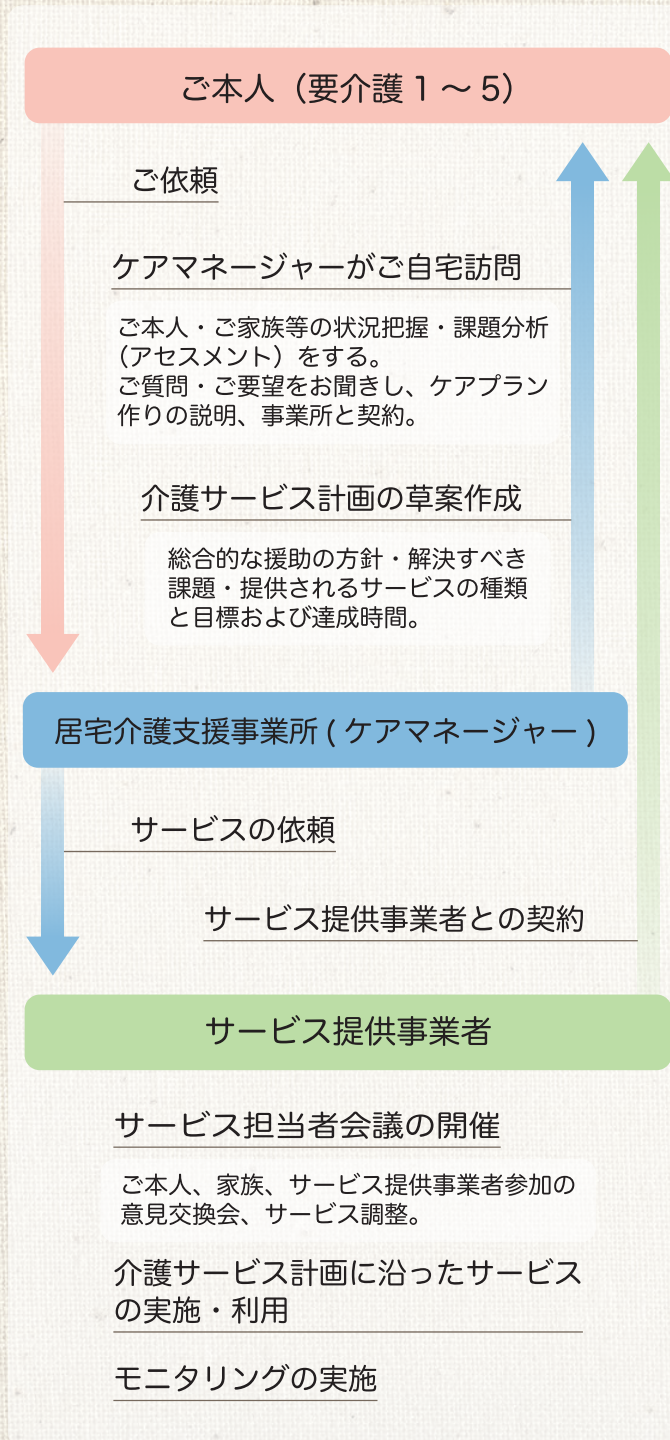 ご本人（要介護１～５）
ご依頼
ケアマネージャーがご自宅訪問
ご本人・ご家族等の状況把握・課題分析
（アセスメント）をする。
ご質問・ご要望をお聞きし、ケアプラン
作りの説明、事業所と契約。
介護サービス計画の草案作成
総合的な援助の方針・解決すべき
課題・提供されるサービスの種類
と目標および達成時間。
居宅介護支援事業所 ( ケアマネージャー )
サービスの依頼
サービス提供事業者との契約
サービス提供事業者
サービス担当者会議の開催
ご本人、家族、サービス提供事業者参加の
意見交換会、サービス調整。
介護サービス計画に沿ったサービス
の実施・利用
モニタリングの実施